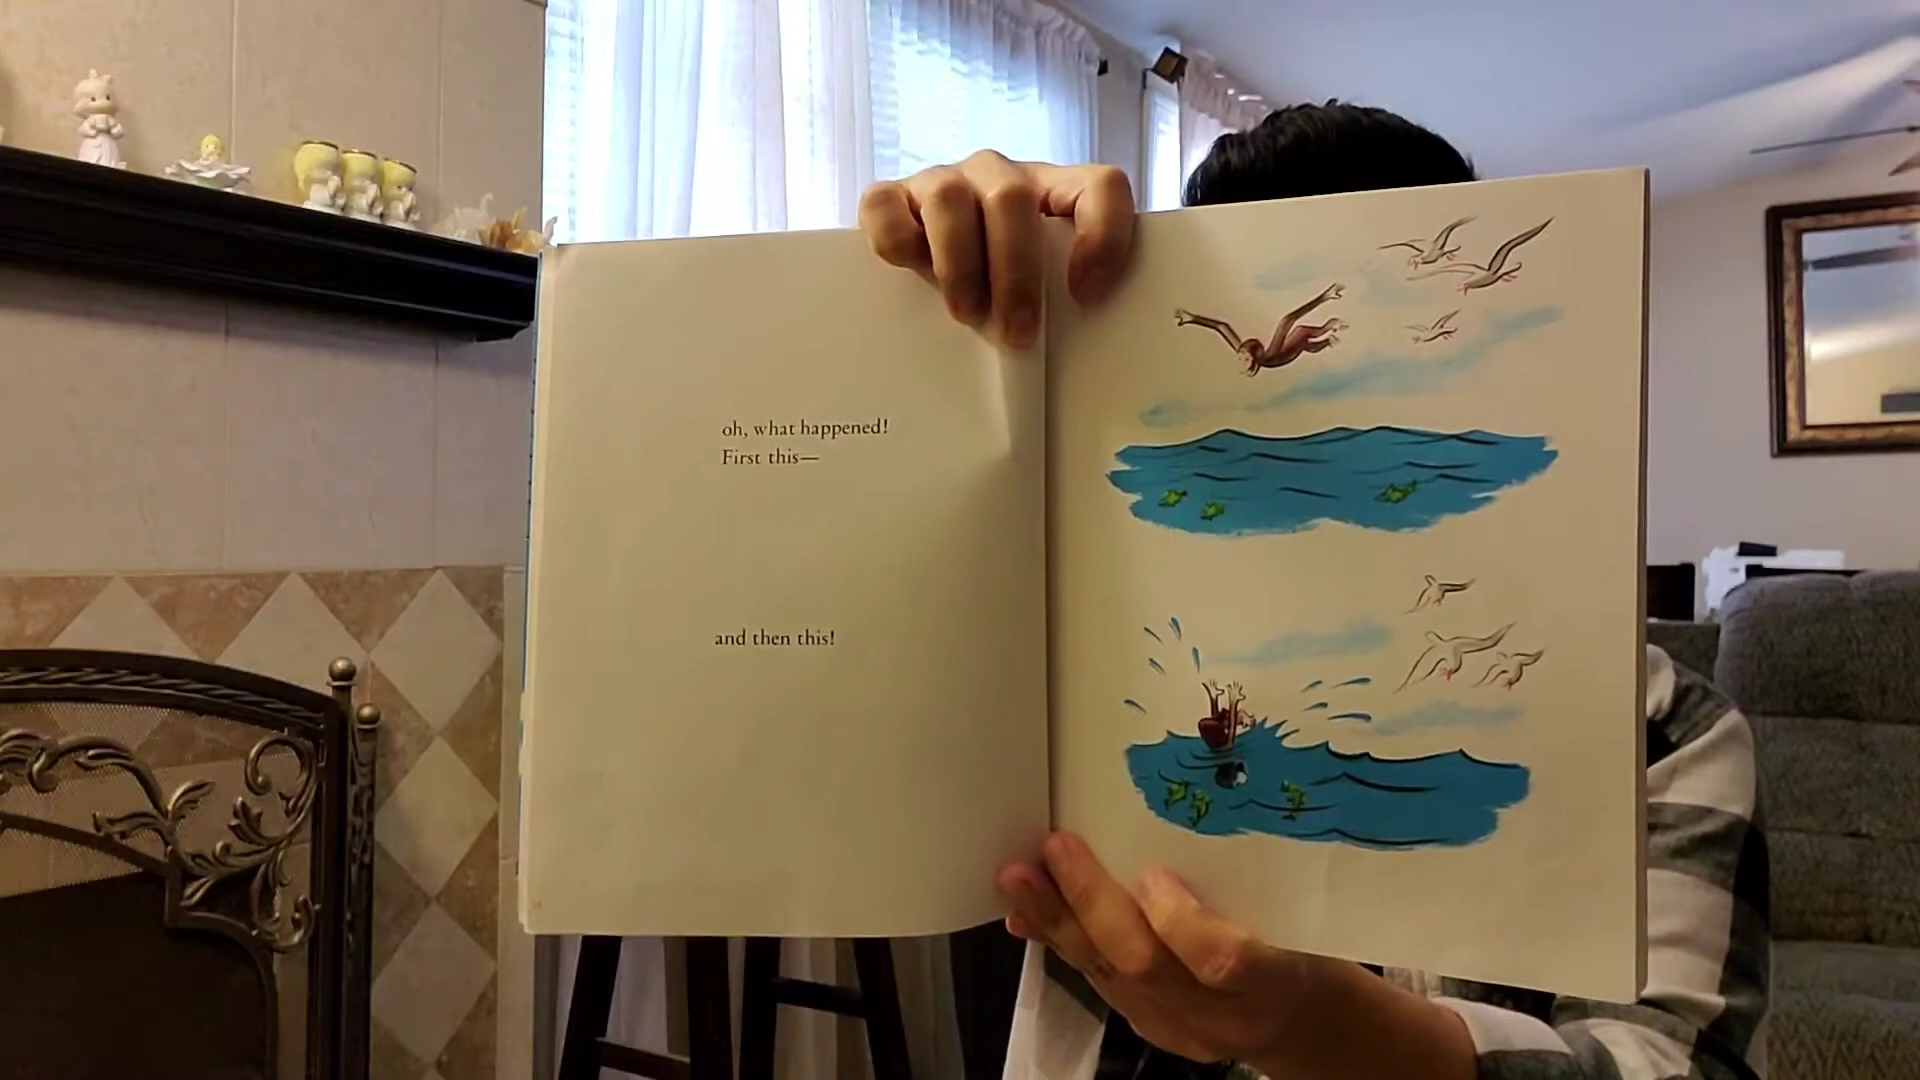 oh, what happened!
First this—
and then this!